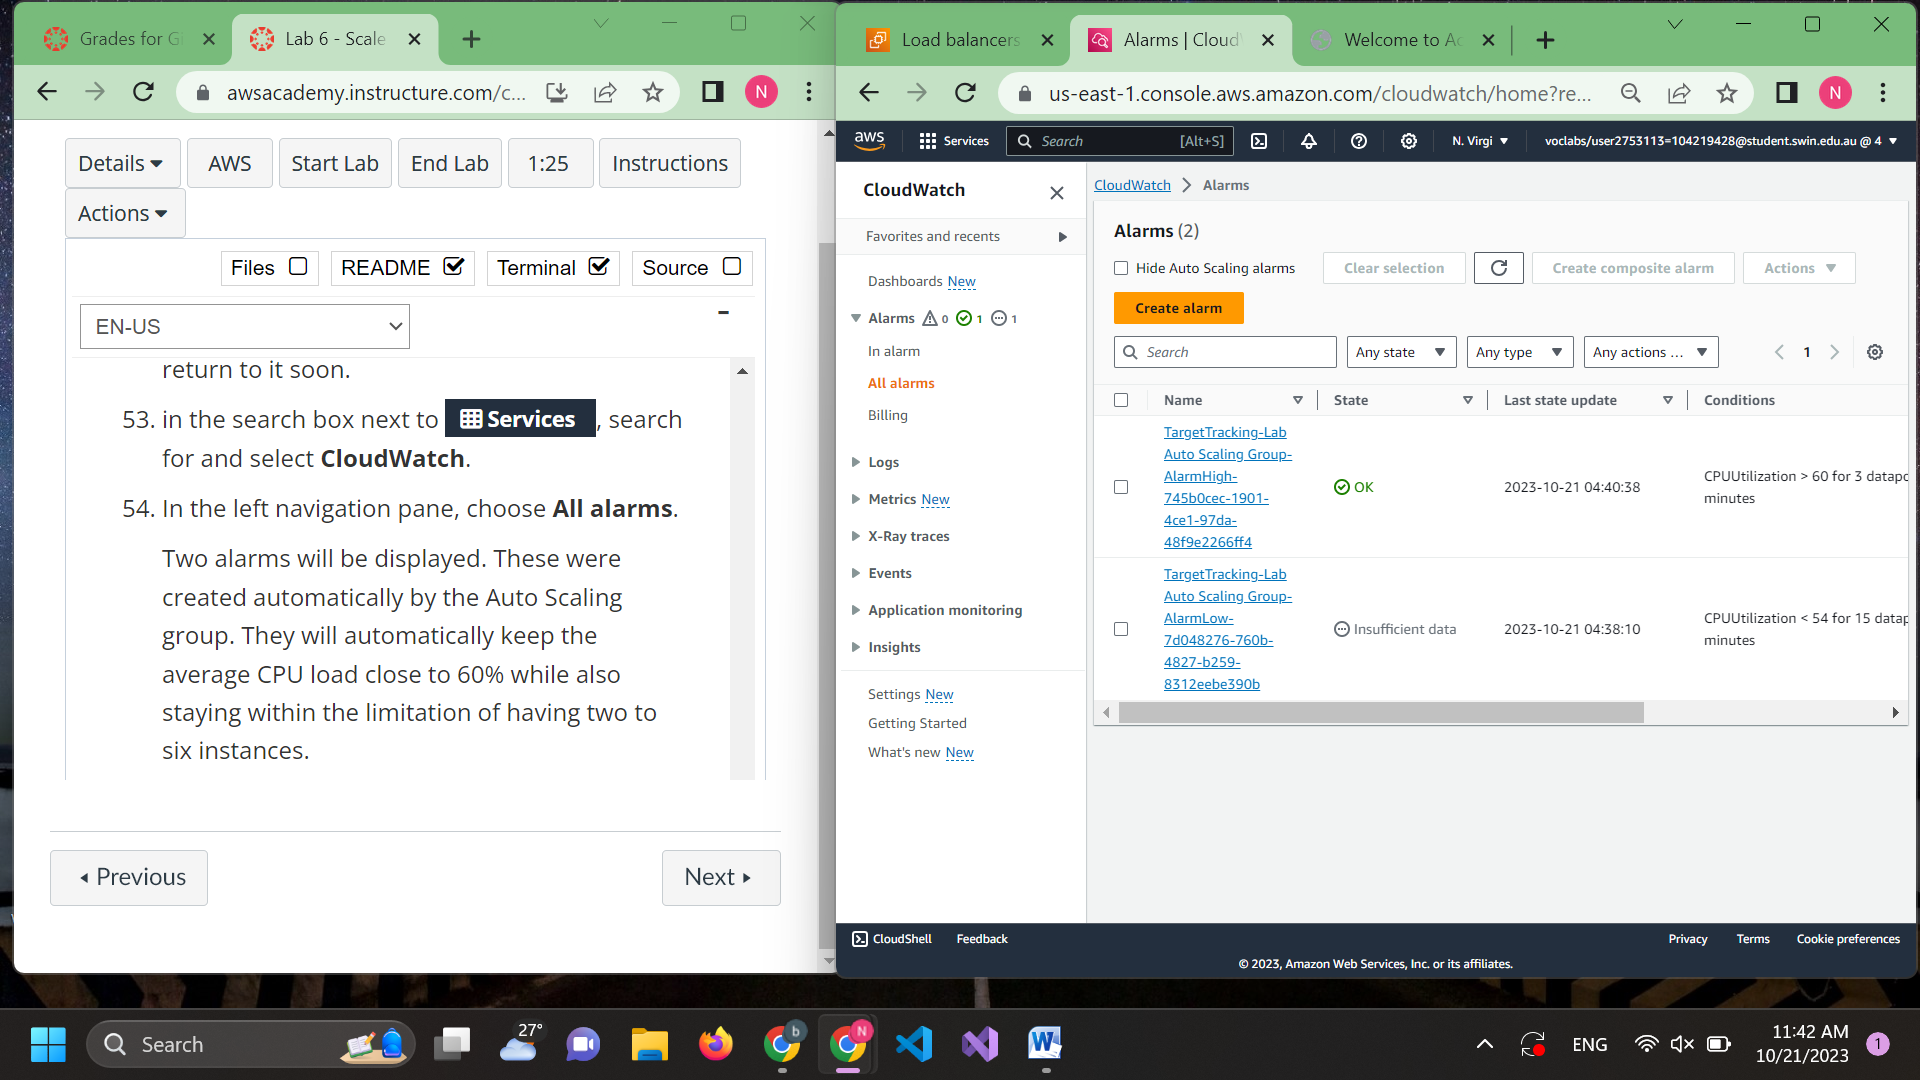 Grades for G
Lab 6 - Scale
awsacademy.instructure.com/c...
N
Details
AWS
Start Lab
End Lab
1:25
Instructions
Actions
Files
README
Terminal
Source
EN-US
return to it soon.
53. in the search box next to Services, search
for and select CloudWatch.
54. In the left navigation pane, choose All alarms.
Two alarms will be displayed. These were
created automatically by the Auto Scaling
group. They will automatically keep the
average CPU load close to 60% while also
staying within the limitation of having two to
six instances.
Previous
Next
Load balancers
Alarms | Cloud
Welcome to
us-east-1.console.aws.amazon.com/cloudwatch/home?re...
N
aws
Services
Search
[Alt+S]
N. Virgi
voclabs/user2753113=104219428@student.swin.edu.au @ 4
CloudWatch
Favorites and recents
Dashboards New
Alarms 0 1 1
In alarm
All alarms
Billing
Logs
Metrics New
X-Ray traces
Events
Application monitoring
Insights
Settings New
Getting Started
What's new New
CloudWatch
Alarms
Alarms (2)
Hide Auto Scaling alarms
Clear selection
Create composite alarm
Actions
Create alarm
Search
Any state
Any type
Any actions ...
1
Name
State
Last state update
Conditions
TargetTracking-Lab
Auto Scaling Group-
AlarmHigh-
745b0cec-1901-
4ce1-97da-
48f9e2266ff4
OK
2023-10-21 04:40:38
CPUUtilization > 60 for 3 datapo
minutes
TargetTracking-Lab
Auto Scaling Group-
AlarmLow-
7d048276-760b-
4827-b259-
8312eebe390b
Insufficient data
2023-10-21 04:38:10
CPUUtilization < 54 for 15 datap
minutes
CloudShell
Feedback
Privacy
Terms
Cookie preferences
© 2023, Amazon Web Services, Inc. or its affiliates.
Search
27°
b
N
W
ENG
11:42 AM
10/21/2023
1